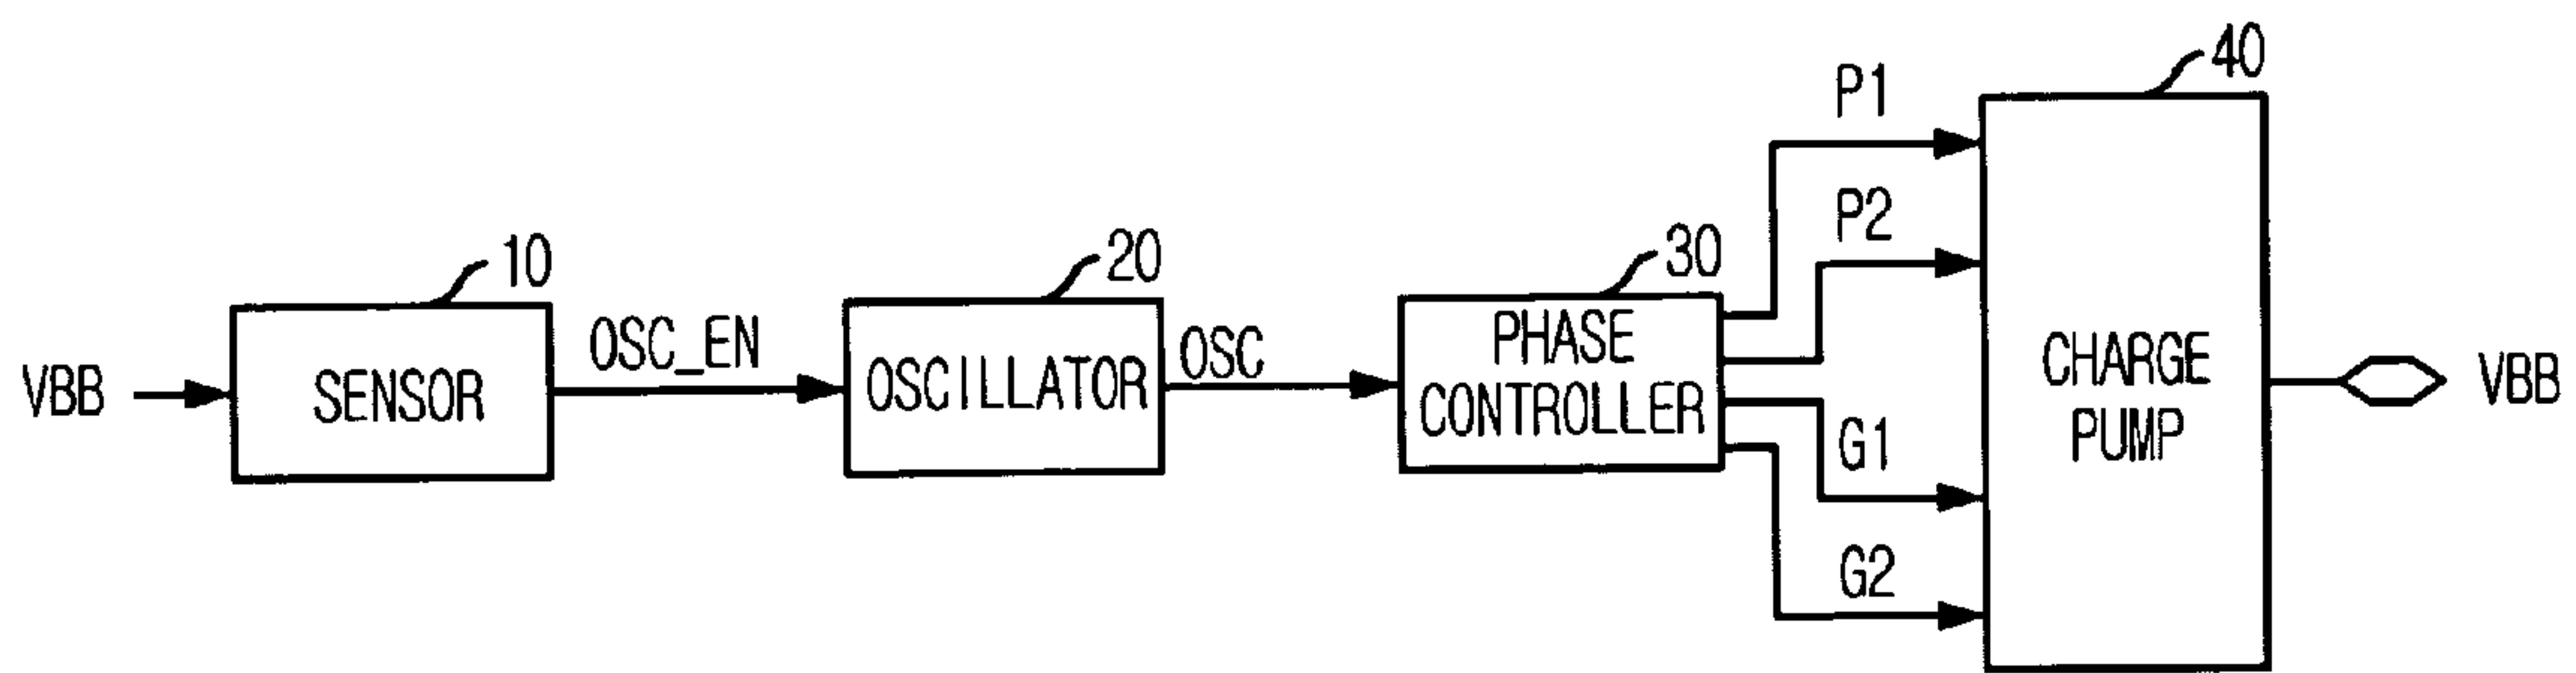 40
P1
P2
10
20
30
VBB
SENSOR
OSC_EN
OSCILLATOR
OSC
PHASE
CONTROLLER
G1
G2
CHARGE
PUMP
VBB